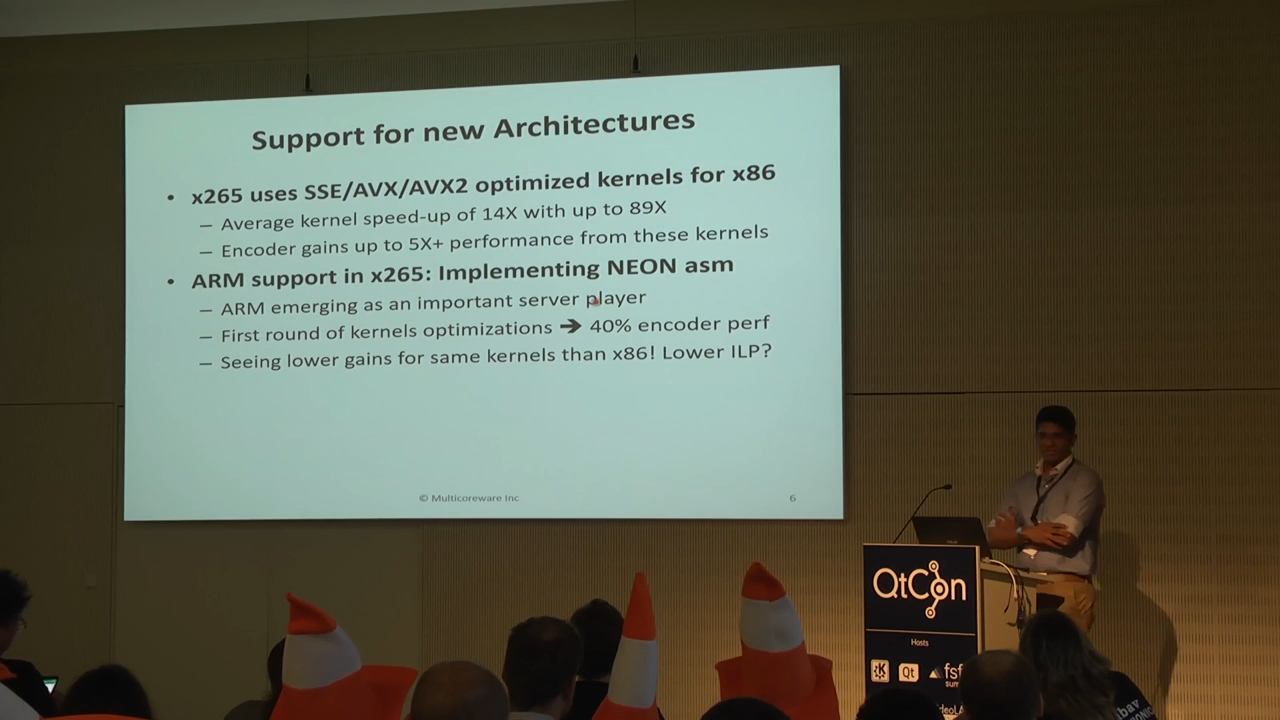 Support for new Architectures
• x265 uses SSE/AVX/AVX2 optimized kernels for x86
– Average kernel speed-up of 14X with up to 89X
– Encoder gains up to 5X+ performance from these kernels
• ARM support in x265: Implementing NEON asm
– ARM emerging as an important server player
– First round of kernels optimizations ➔ 40% encoder perf
– Seeing lower gains for same kernels than x86! Lower ILP?
© Multicoreware Inc
6
QtCon
Hosts
Qt
fsf